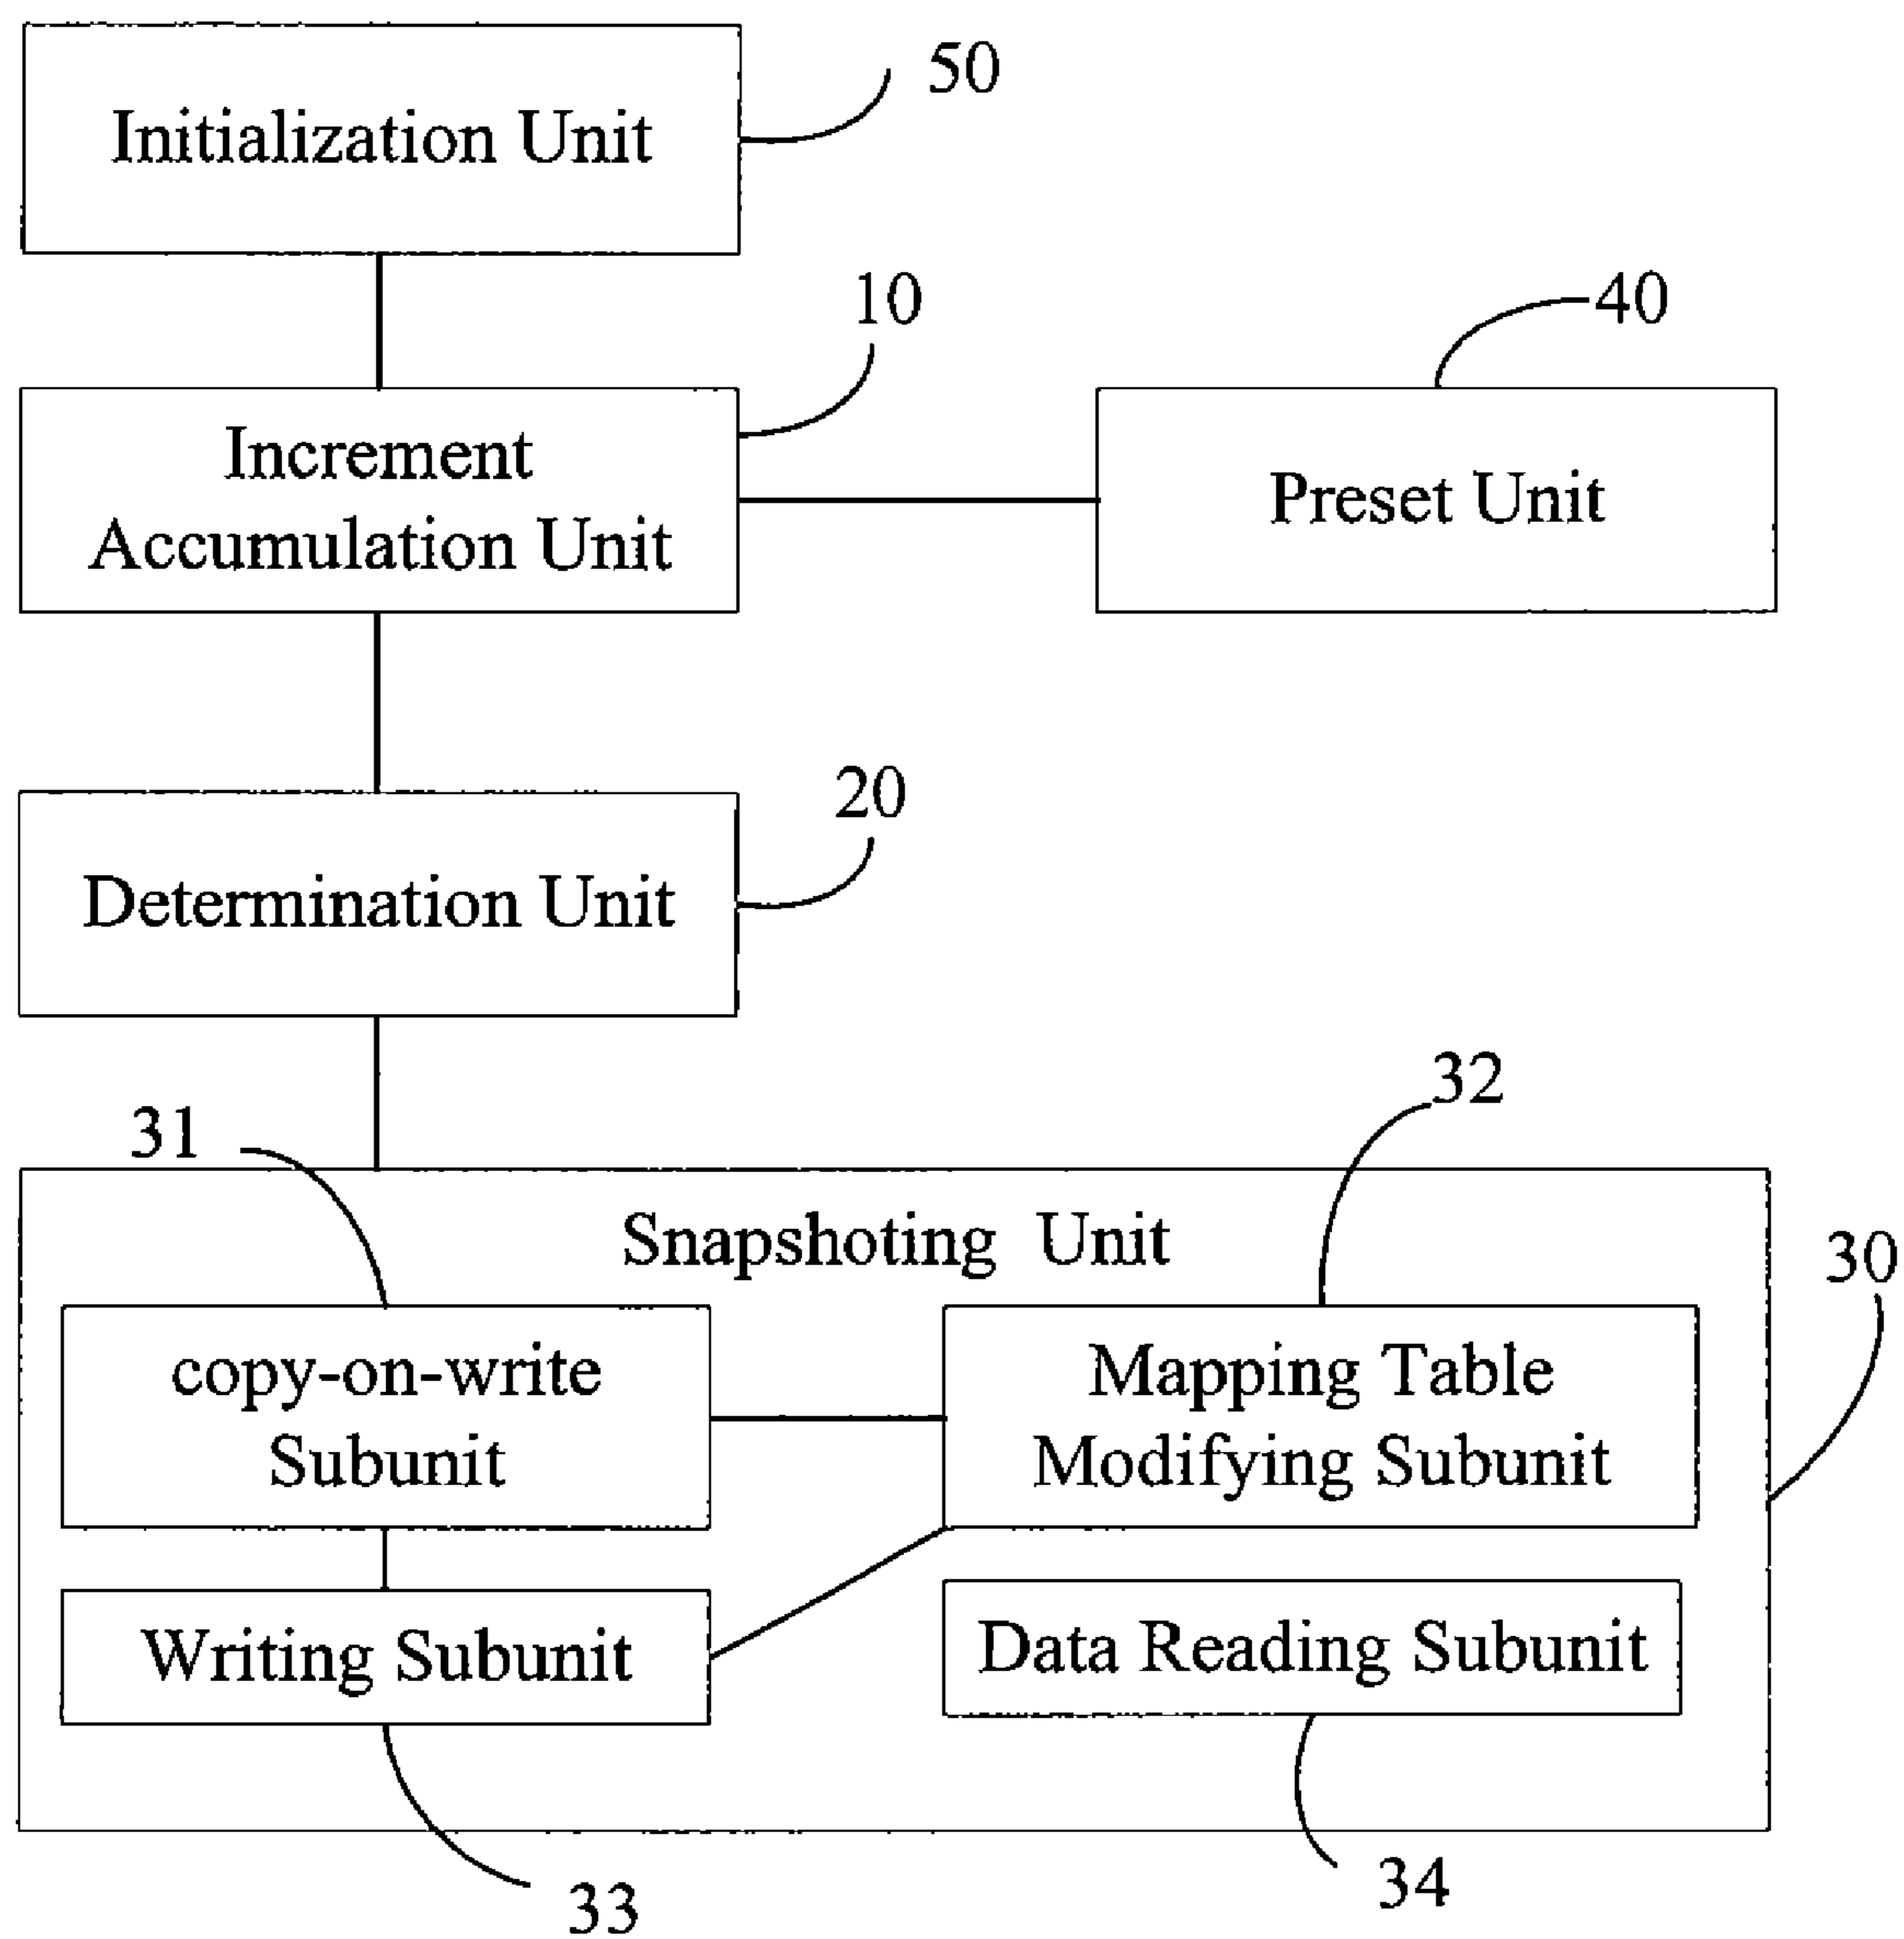 50
Initialization Unit
10
40
Increment
Accumulation Unit
Preset Unit
20
Determination Unit
32
31
Snapshoting Unit
30
copy-on-write
Subunit
Mapping Table
Modifying Subunit
Writing Subunit
Data Reading Subunit
33
34